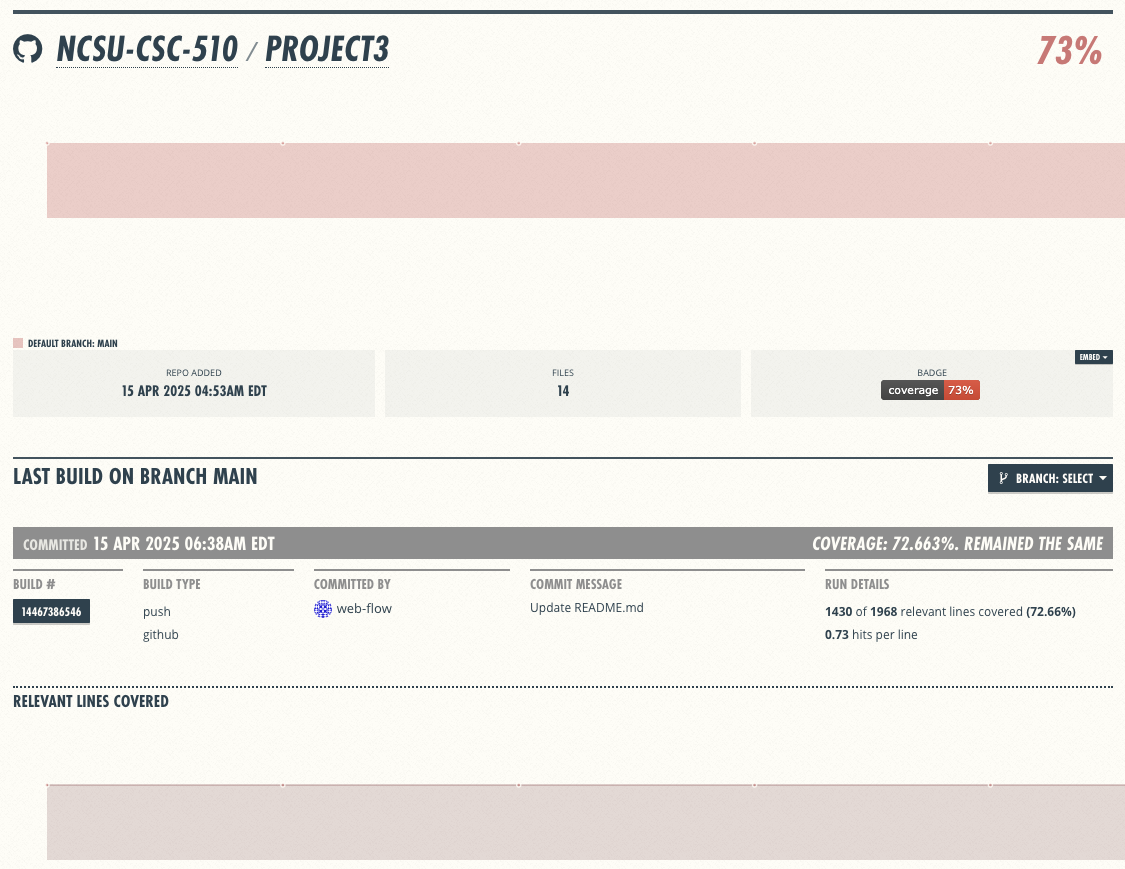 NCSU-CSC-510 / PROJECT3
73%
DEFAULT BRANCH: MAIN
REPO ADDED
15 APR 2025 04:53AM EDT
FILES
14
EMBED
BADGE
coverage 73%
LAST BUILD ON BRANCH MAIN
BRANCH: SELECT
COMMITTED 15 APR 2025 06:38AM EDT
COVERAGE: 72.663%. REMAINED THE SAME
BUILD #
14467386546
BUILD TYPE
push
github
COMMITTED BY
web-flow
COMMIT MESSAGE
Update README.md
RUN DETAILS
1430 of 1968 relevant lines covered (72.66%)
0.73 hits per line
RELEVANT LINES COVERED